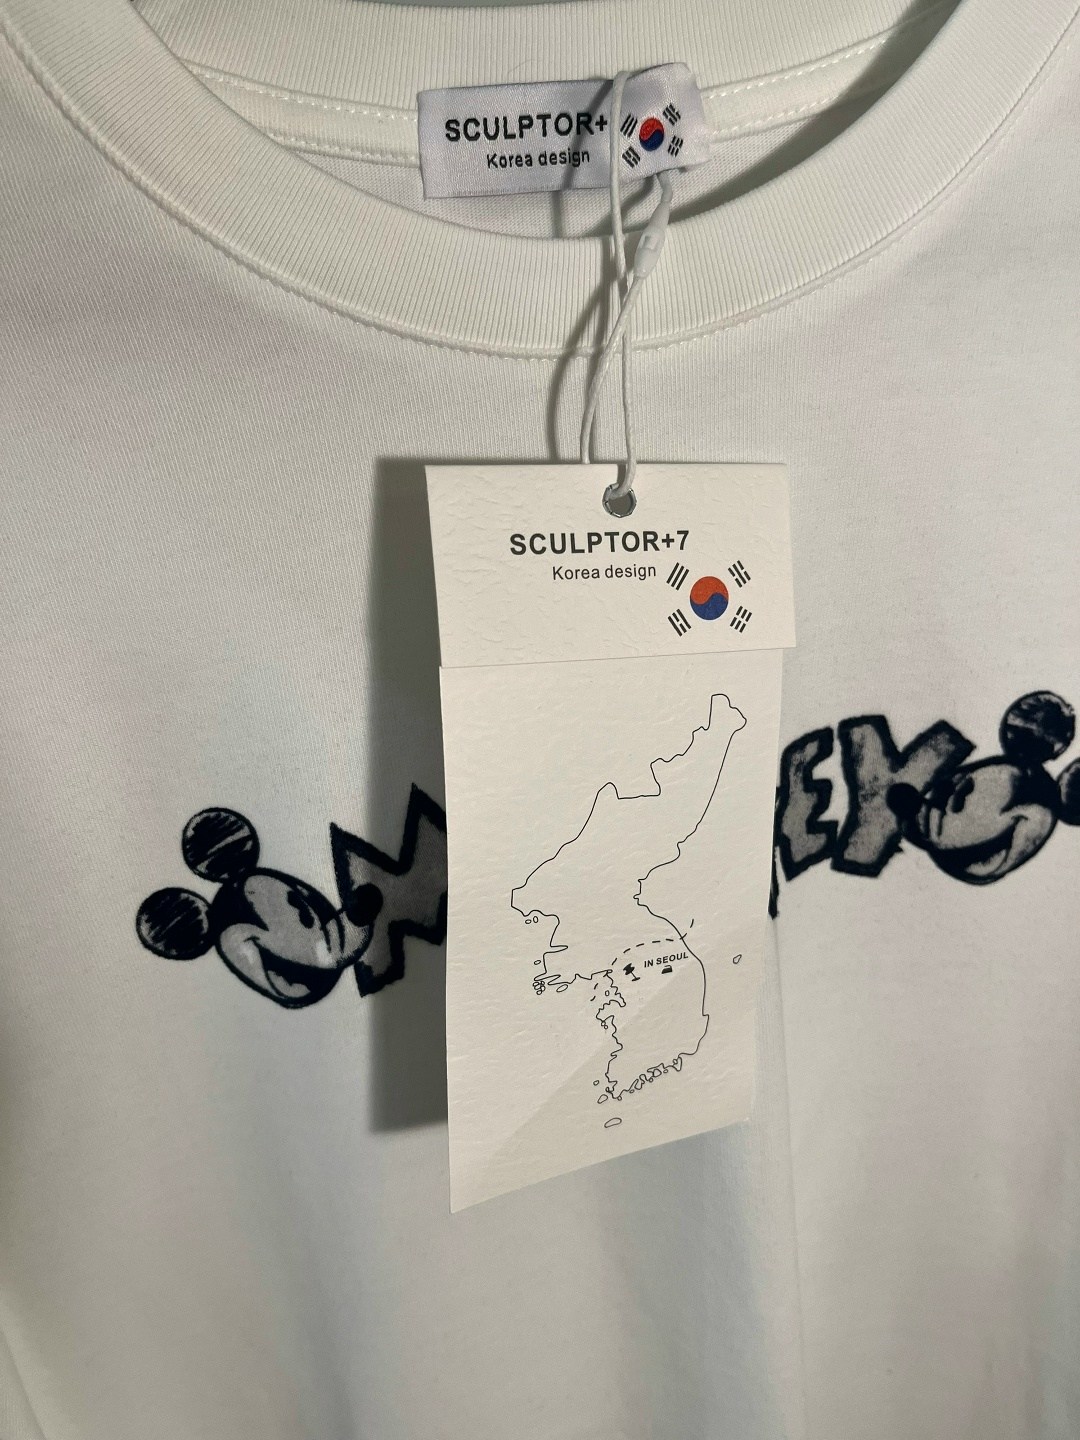 SCULPTOR+
Korea design
SCULPTOR+7
Korea design
IN SEOUL